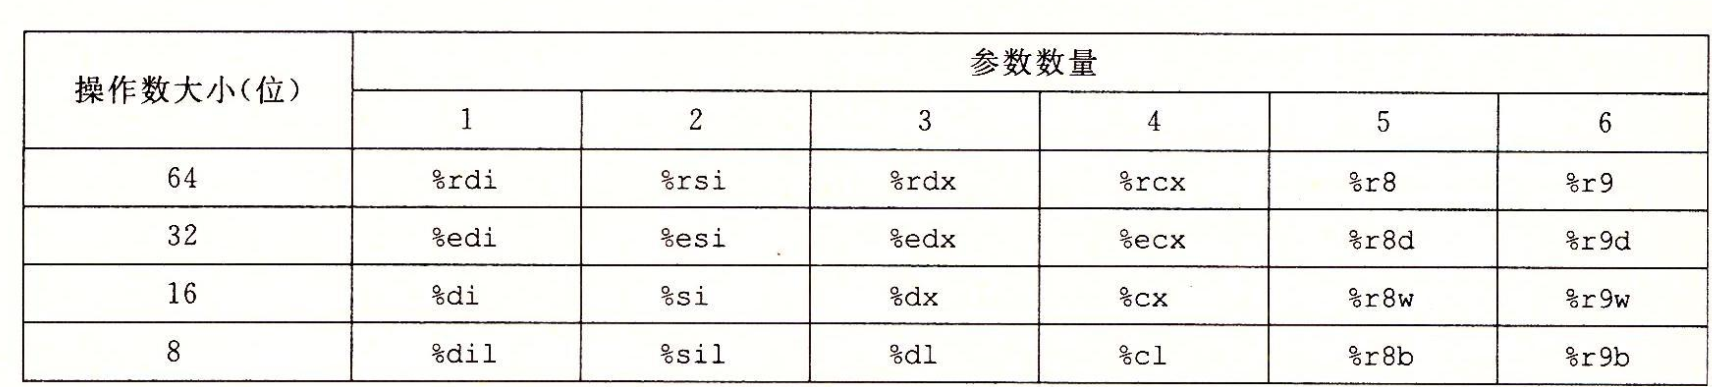 操作数大小(位) 参数数量
1 2 3 4 5 6
64 %rdi %rsi %rdx %rcx %r8 %r9
32 %edi %esi %edx %ecx %r8d %r9d
16 %di %si %dx %cx %r8w %r9w
8 %dil %sil %dl %cl %r8b %r9b